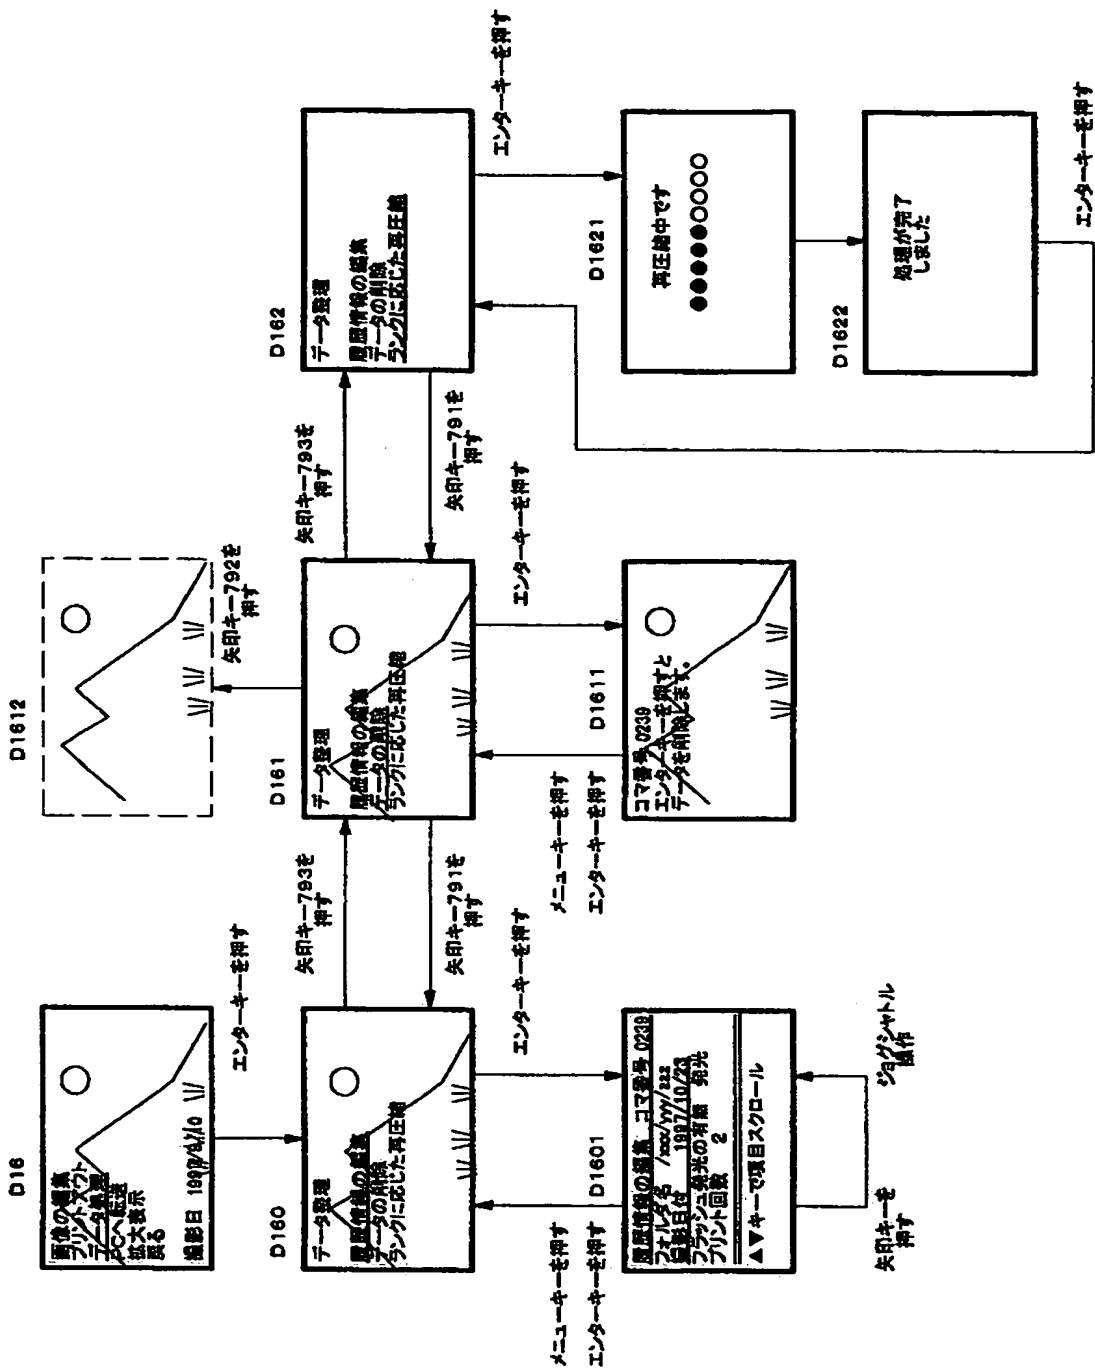 D16
画像の編集
プリントアウト
データ整理
PCへ転送
拡大表示
戻る
撮影日
エンターキーを押す
D160
データ整理
履歴情報の編集
データの削除
ランクに応じた再圧縮
矢印キー793を
押す
矢印キー791を
押す
エンターキーを押す
メニューキーを押す
エンターキーを押す
D1601
履歴情報の編集 コマ番号 0239
フォルダ名 /xxx/yyy/zzz
撮影日付 1997/10/23
フラッシュ発光の有無 発光
プリント回数 2
▲▼キーで項目スクロール
矢印キーを
押す
ジョグシャトル
操作
D1612
矢印キー792を
押す
D161
データ整理
履歴情報の編集
データの削除
ランクに応じた再圧縮
矢印キー793を
押す
矢印キー791を
押す
エンターキーを押す
メニューキーを押す
エンターキーを押す
D1611
コマ番号 0239
エンターキーを押すと
データを削除します。
D162
データ整理
履歴情報の編集
データの削除
ランクに応じた再圧縮
エンターキーを押す
D1621
再圧縮中です
●●●●●○○○○
D1622
処理が完了
しました
エンターキーを押す